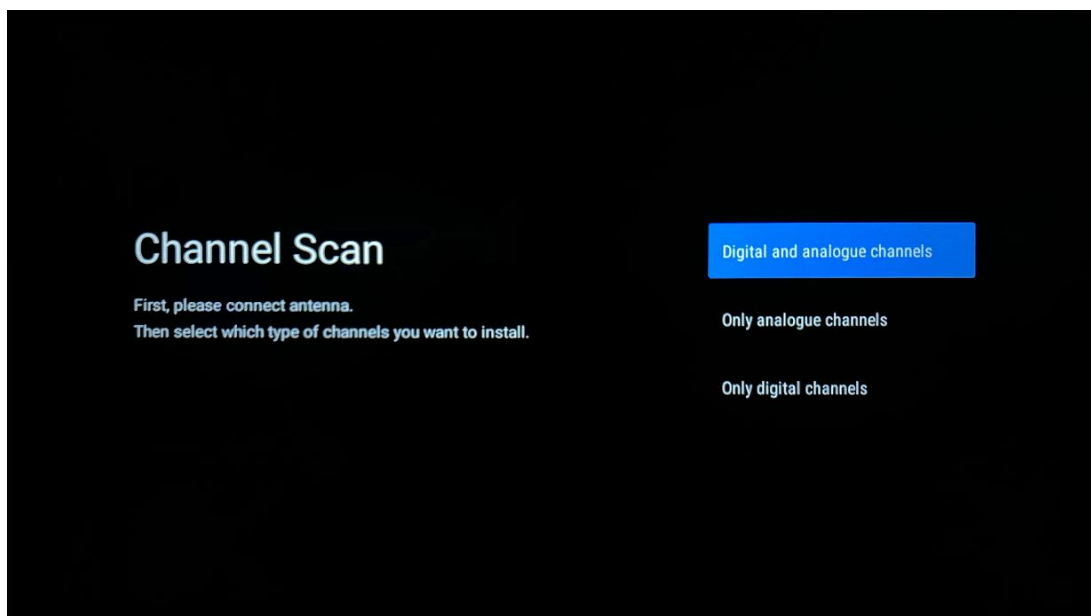 Channel Scan
First, please connect antenna.
Then select which type of channels you want to install.
Digital and analogue channels
Only analogue channels
Only digital channels